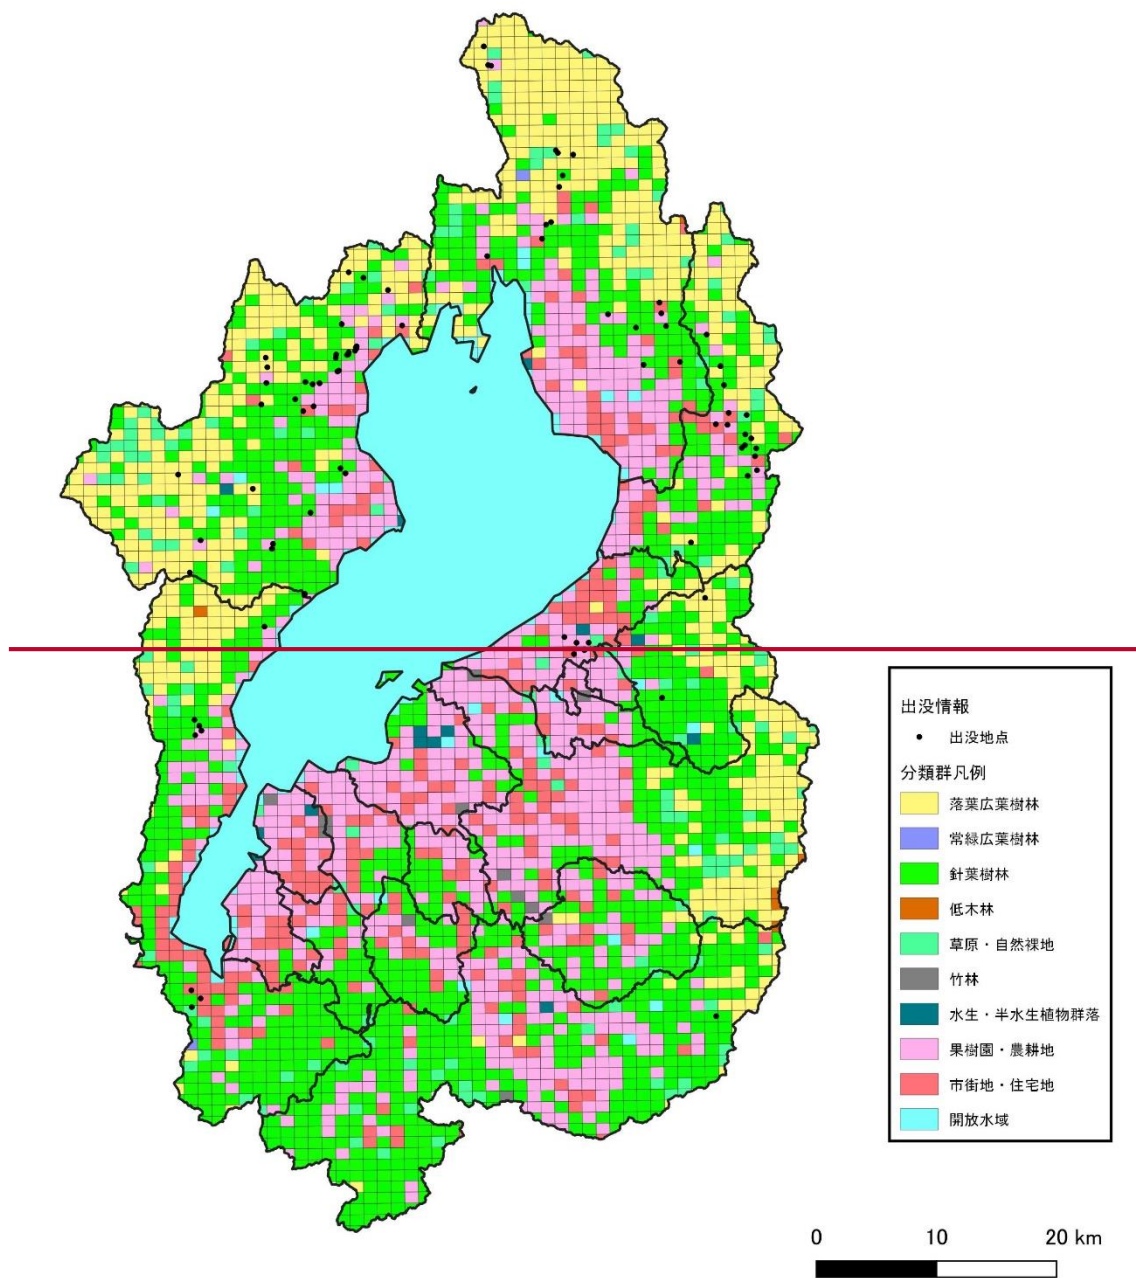 出没情報
出没地点
分類群凡例
落葉広葉樹林
常緑広葉樹林
針葉樹林
低木林
草原・自然裸地
竹林
水生・半水生植物群落
果樹園・農耕地
市街地・住宅地
開放水域
0 10 20 km